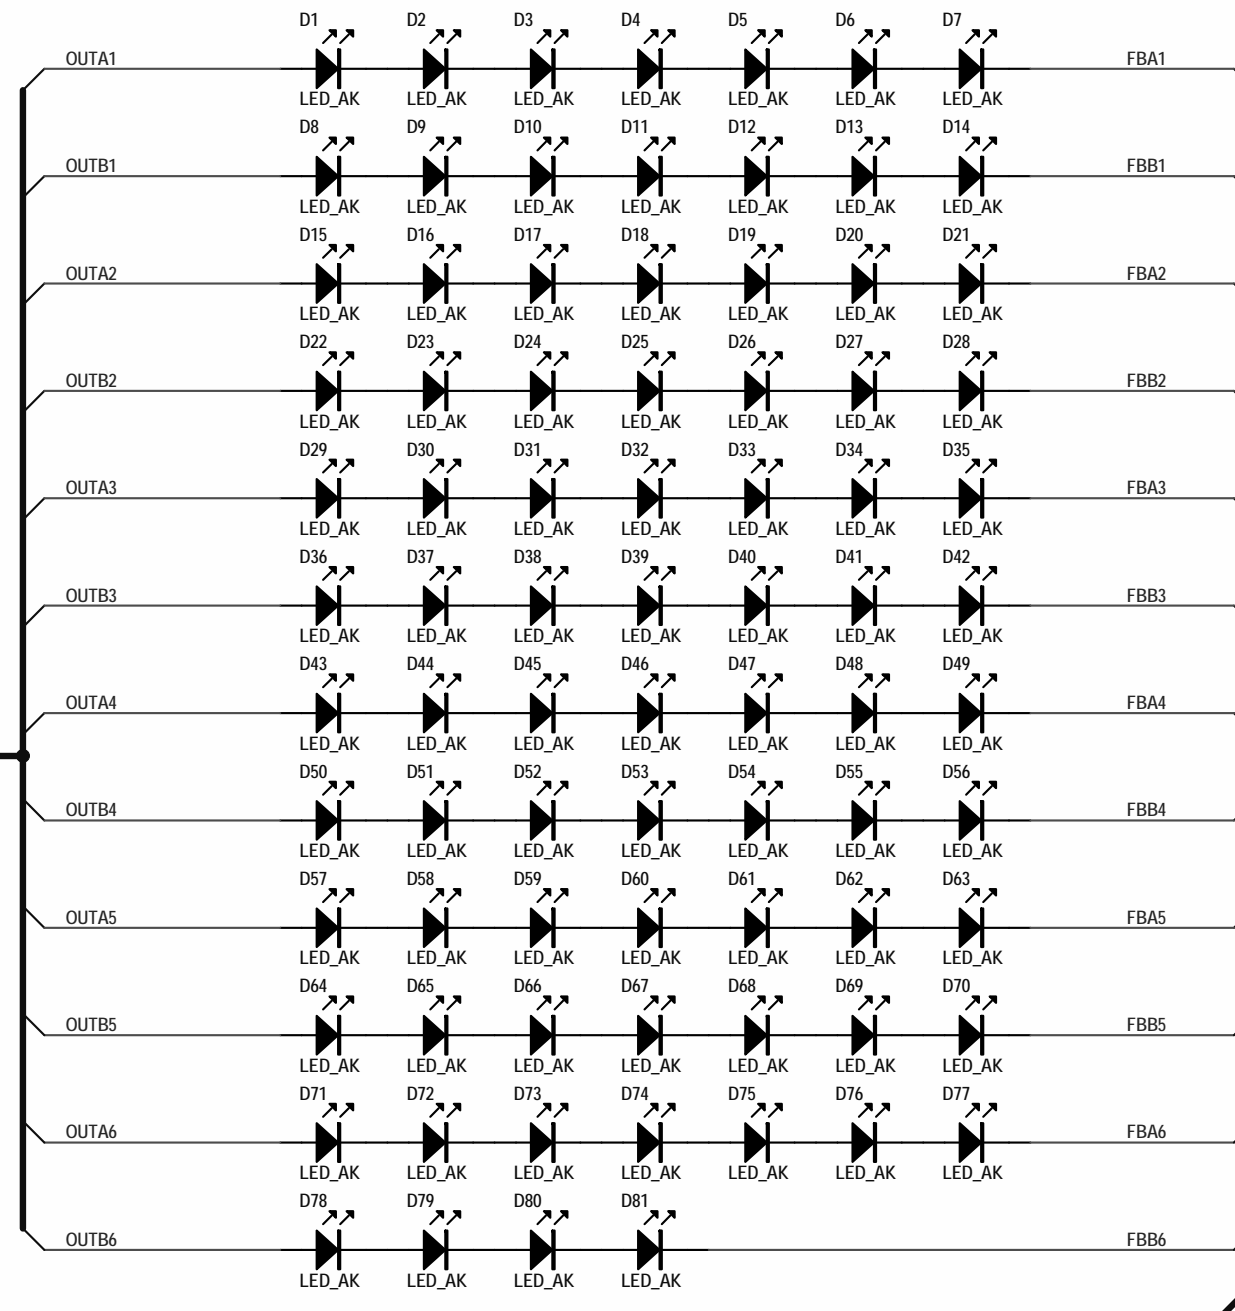 D1 D2 D3 D4 D5 D6 D7
OUTA1 FBA1
LED_AK LED_AK LED_AK LED_AK LED_AK LED_AK LED_AK
D8 D9 D10 D11 D12 D13 D14
OUTB1 FBB1
LED_AK LED_AK LED_AK LED_AK LED_AK LED_AK LED_AK
D15 D16 D17 D18 D19 D20 D21
OUTA2 FBA2
LED_AK LED_AK LED_AK LED_AK LED_AK LED_AK LED_AK
D22 D23 D24 D25 D26 D27 D28
OUTB2 FBB2
LED_AK LED_AK LED_AK LED_AK LED_AK LED_AK LED_AK
D29 D30 D31 D32 D33 D34 D35
OUTA3 FBA3
LED_AK LED_AK LED_AK LED_AK LED_AK LED_AK LED_AK
D36 D37 D38 D39 D40 D41 D42
OUTB3 FBB3
LED_AK LED_AK LED_AK LED_AK LED_AK LED_AK LED_AK
D43 D44 D45 D46 D47 D48 D49
OUTA4 FBA4
LED_AK LED_AK LED_AK LED_AK LED_AK LED_AK LED_AK
D50 D51 D52 D53 D54 D55 D56
OUTB4 FBB4
LED_AK LED_AK LED_AK LED_AK LED_AK LED_AK LED_AK
D57 D58 D59 D60 D61 D62 D63
OUTA5 FBA5
LED_AK LED_AK LED_AK LED_AK LED_AK LED_AK LED_AK
D64 D65 D66 D67 D68 D69 D70
OUTB5 FBB5
LED_AK LED_AK LED_AK LED_AK LED_AK LED_AK LED_AK
D71 D72 D73 D74 D75 D76 D77
OUTA6 FBA6
LED_AK LED_AK LED_AK LED_AK LED_AK LED_AK LED_AK
D78 D79 D80 D81
OUTB6 FBB6
LED_AK LED_AK LED_AK LED_AK